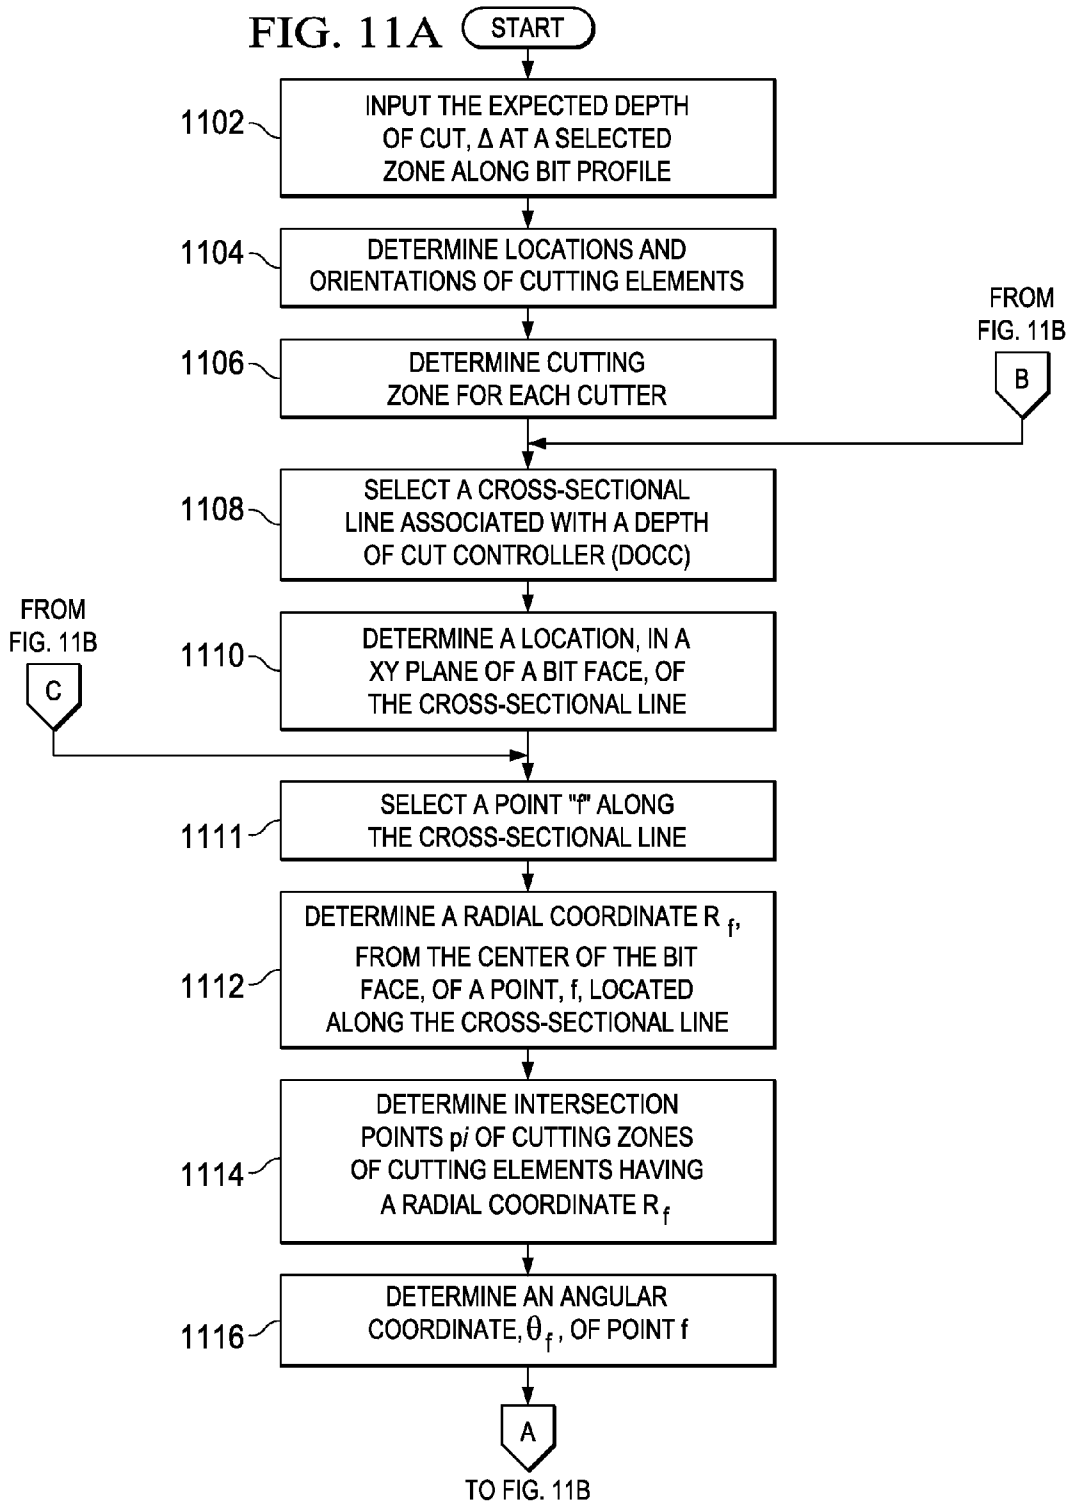 FIG. 11A
START
1102
INPUT THE EXPECTED DEPTH
OF CUT, Δ AT A SELECTED
ZONE ALONG BIT PROFILE
1104
DETERMINE LOCATIONS AND
ORIENTATIONS OF CUTTING ELEMENTS
FROM
FIG. 11B
B
1106
DETERMINE CUTTING
ZONE FOR EACH CUTTER
1108
SELECT A CROSS-SECTIONAL
LINE ASSOCIATED WITH A DEPTH
OF CUT CONTROLLER (DOCC)
FROM
FIG. 11B
C
1110
DETERMINE A LOCATION, IN A
XY PLANE OF A BIT FACE, OF
THE CROSS-SECTIONAL LINE
1111
SELECT A POINT "f" ALONG
THE CROSS-SECTIONAL LINE
1112
DETERMINE A RADIAL COORDINATE R f,
FROM THE CENTER OF THE BIT
FACE, OF A POINT, f, LOCATED
ALONG THE CROSS-SECTIONAL LINE
1114
DETERMINE INTERSECTION
POINTS pi OF CUTTING ZONES
OF CUTTING ELEMENTS HAVING
A RADIAL COORDINATE R f
1116
DETERMINE AN ANGULAR
COORDINATE, θ f , OF POINT f
A
TO FIG. 11B